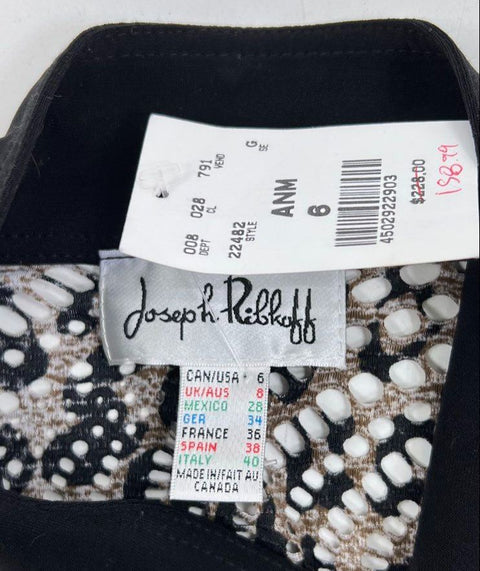 008 028 791
DEPT CL VEND
22482 G
STYLE SE
ANM
6
4502922903
$228.00
158.99
Joseph Ribkoff
CAN/USA 6
UK/AUS 8
MEXICO 28
GER 34
FRANCE 36
SPAIN 38
ITALY 40
MADE IN/FAIT AU
CANADA